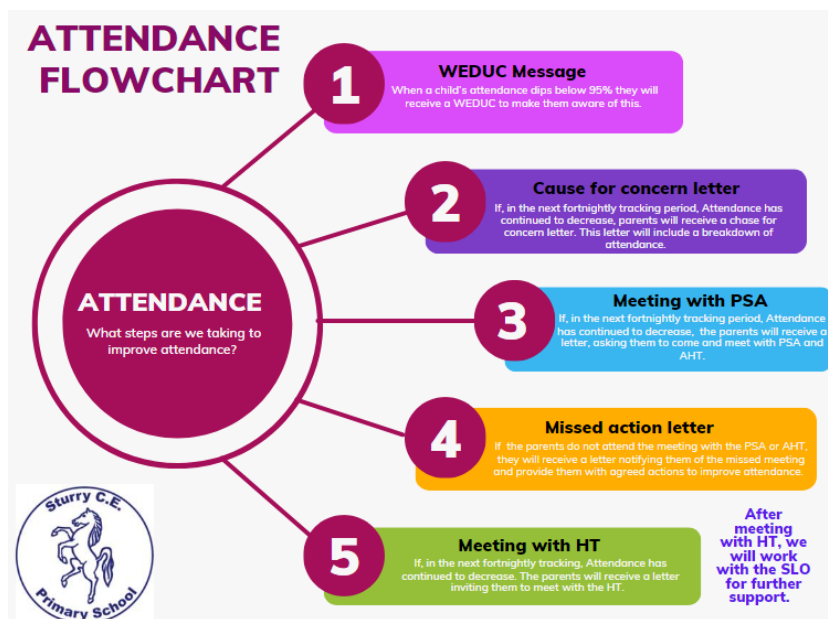 ATTENDANCE
FLOWCHART
1
WEDUC Message
When a child's attendance dips below 95% they will
receive a WEDUC to make them aware of this.
2
Cause for concern letter
If, in the next fortnightly tracking period, Attendance has
continued to decrease, parents will receive a chase for
concern letter. This letter will include a breakdown of
attendance.
ATTENDANCE
What steps are we taking to
improve attendance?
3
Meeting with PSA
If, in the next fortnightly tracking period, Attendance
has continued to decrease, the parents will receive a
letter, asking them to come and meet with PSA and
AHT.
4
Missed action letter
If the parents do not attend the meeting with the PSA or AHT,
they will receive a letter notifying them of the missed meeting
and provide them with agreed actions to improve attendance.
5
Meeting with HT
If, in the next fortnightly tracking, Attendance has
continued to decrease. The parents will receive a letter
inviting them to meet with the HT.
After
meeting
with HT, we
will work
with the SLO
for further
support.
Sturry C.E.
Primary School